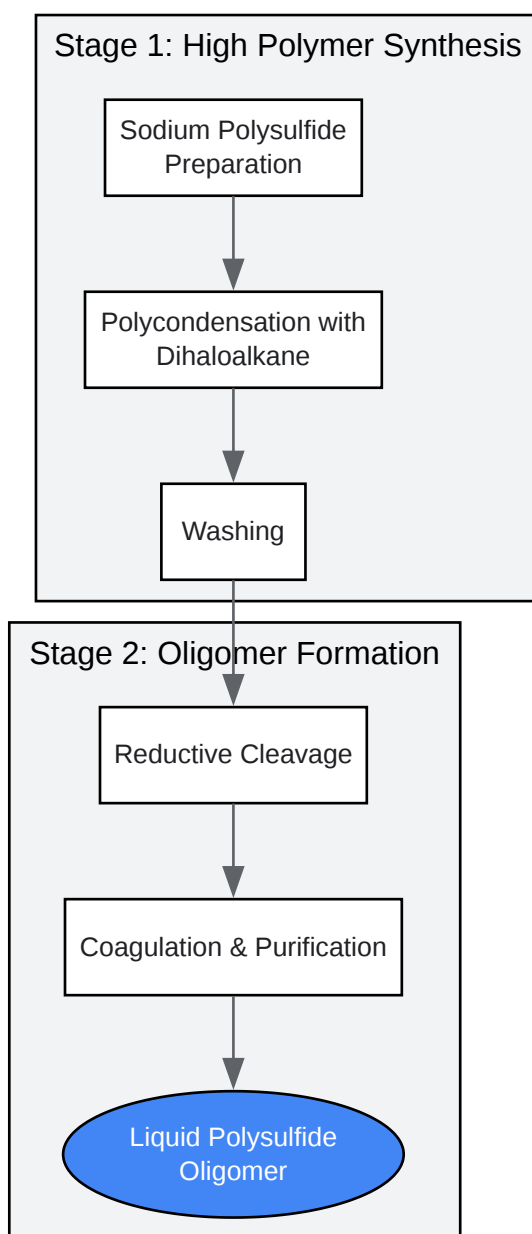 Stage 1: High Polymer Synthesis
Sodium Polysulfide
Preparation
Polycondensation with
Dihaloalkane
Washing
Stage 2: Oligomer Formation
Reductive Cleavage
Coagulation & Purification
Liquid Polysulfide
Oligomer